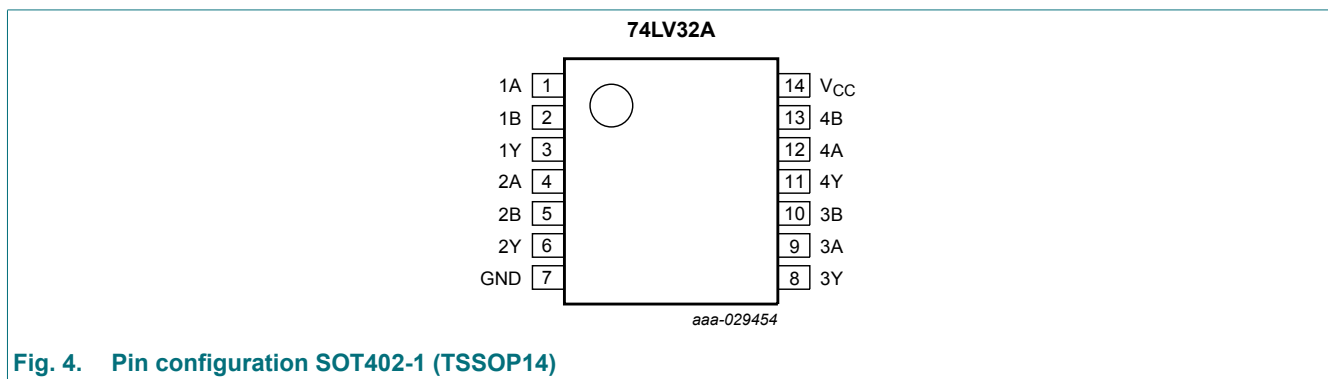 74LV32A
1A 1 14 VCC
1B 2 13 4B
1Y 3 12 4A
2A 4 11 4Y
2B 5 10 3B
2Y 6 9 3A
GND 7 8 3Y
aaa-029454
Fig. 4. Pin configuration SOT402-1 (TSSOP14)